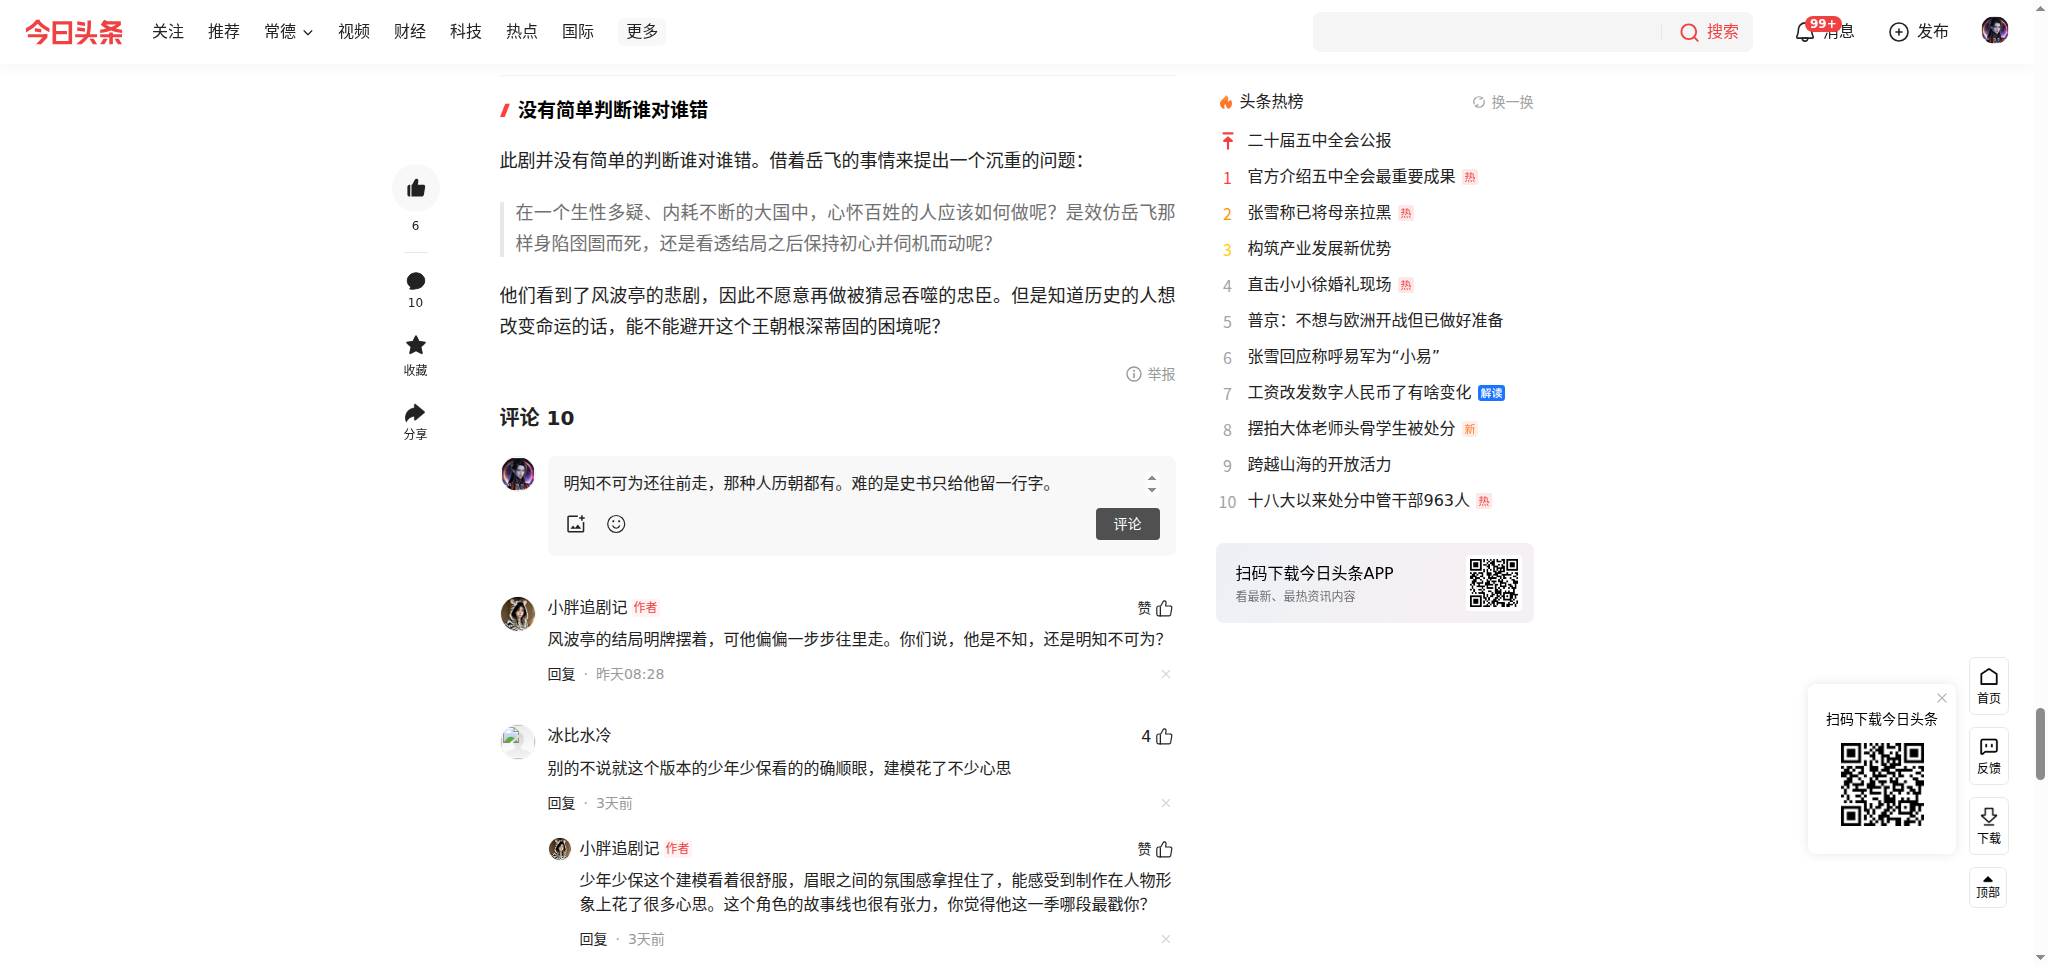 今日头条
关注 推荐 常德 视频 财经 科技 热点 国际 更多
搜索
99+
消息
发布
没有简单判断谁对谁错
此剧并没有简单的判断谁对谁错。借着岳飞的事情来提出一个沉重的问题：
在一个生性多疑、内耗不断的大国中，心怀百姓的人应该如何做呢？是效仿岳飞那
样身陷囹圄而死，还是看透结局之后保持初心并伺机而动呢？
他们看到了风波亭的悲剧，因此不愿意再做被猜忌吞噬的忠臣。但是知道历史的人想
改变命运的话，能不能避开这个王朝根深蒂固的困境呢？
举报
6
10
收藏
分享
评论 10
明知不可为还往前走，那种人历朝都有。难的是史书只给他留一行字。
评论
小胖追剧记 作者
赞
风波亭的结局明牌摆着，可他偏偏一步步往里走。你们说，他是不知，还是明知不可为？
回复 · 昨天08:28
冰比水冷
4
别的不说就这个版本的少年少保看的的确顺眼，建模花了不少心思
回复 · 3天前
小胖追剧记 作者
赞
少年少保这个建模看着很舒服，眉眼之间的氛围感拿捏住了，能感受到制作在人物形
象上花了很多心思。这个角色的故事线也很有张力，你觉得他这一季哪段最戳你？
回复 · 3天前
头条热榜
换一换
二十届五中全会公报
1 官方介绍五中全会最重要成果 热
2 张雪称已将母亲拉黑 热
3 构筑产业发展新优势
4 直击小小徐婚礼现场 热
5 普京：不想与欧洲开战但已做好准备
6 张雪回应称呼易军为“小易”
7 工资改发数字人民币了有啥变化 解读
8 摆拍大体老师头骨学生被处分 新
9 跨越山海的开放活力
10 十八大以来处分中管干部963人 热
扫码下载今日头条APP
看最新、最热资讯内容
扫码下载今日头条
首页
反馈
下载
顶部